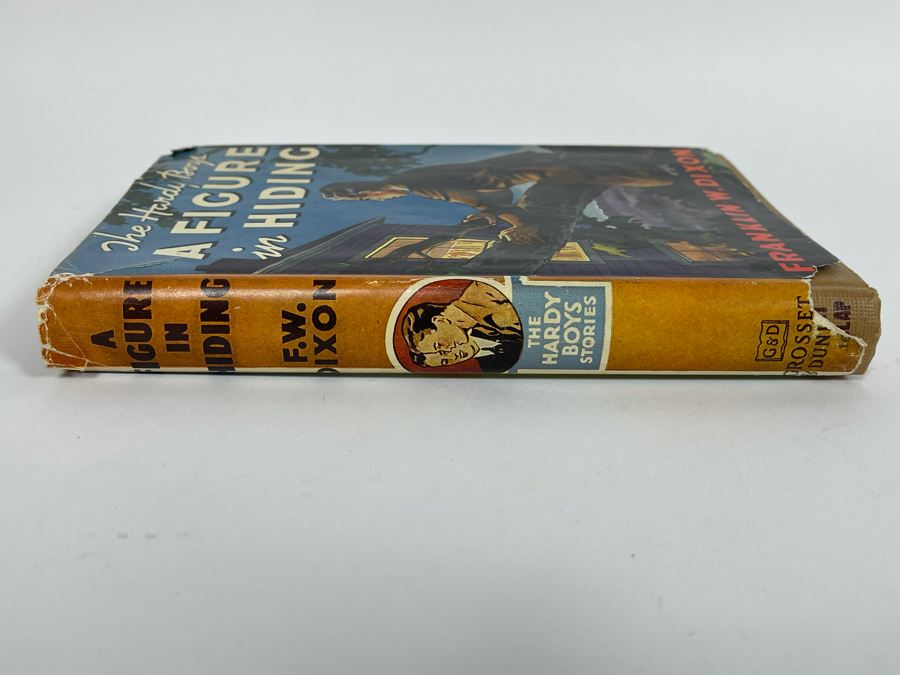 The Hardy Boys
A FIGURE
in HIDING
FRANKLIN W. DIXON
A
FIGURE
IN
HIDING
F.W.
DIXON
THE
HARDY
BOYS
STORIES
G&D
GROSSET
& DUNLAP